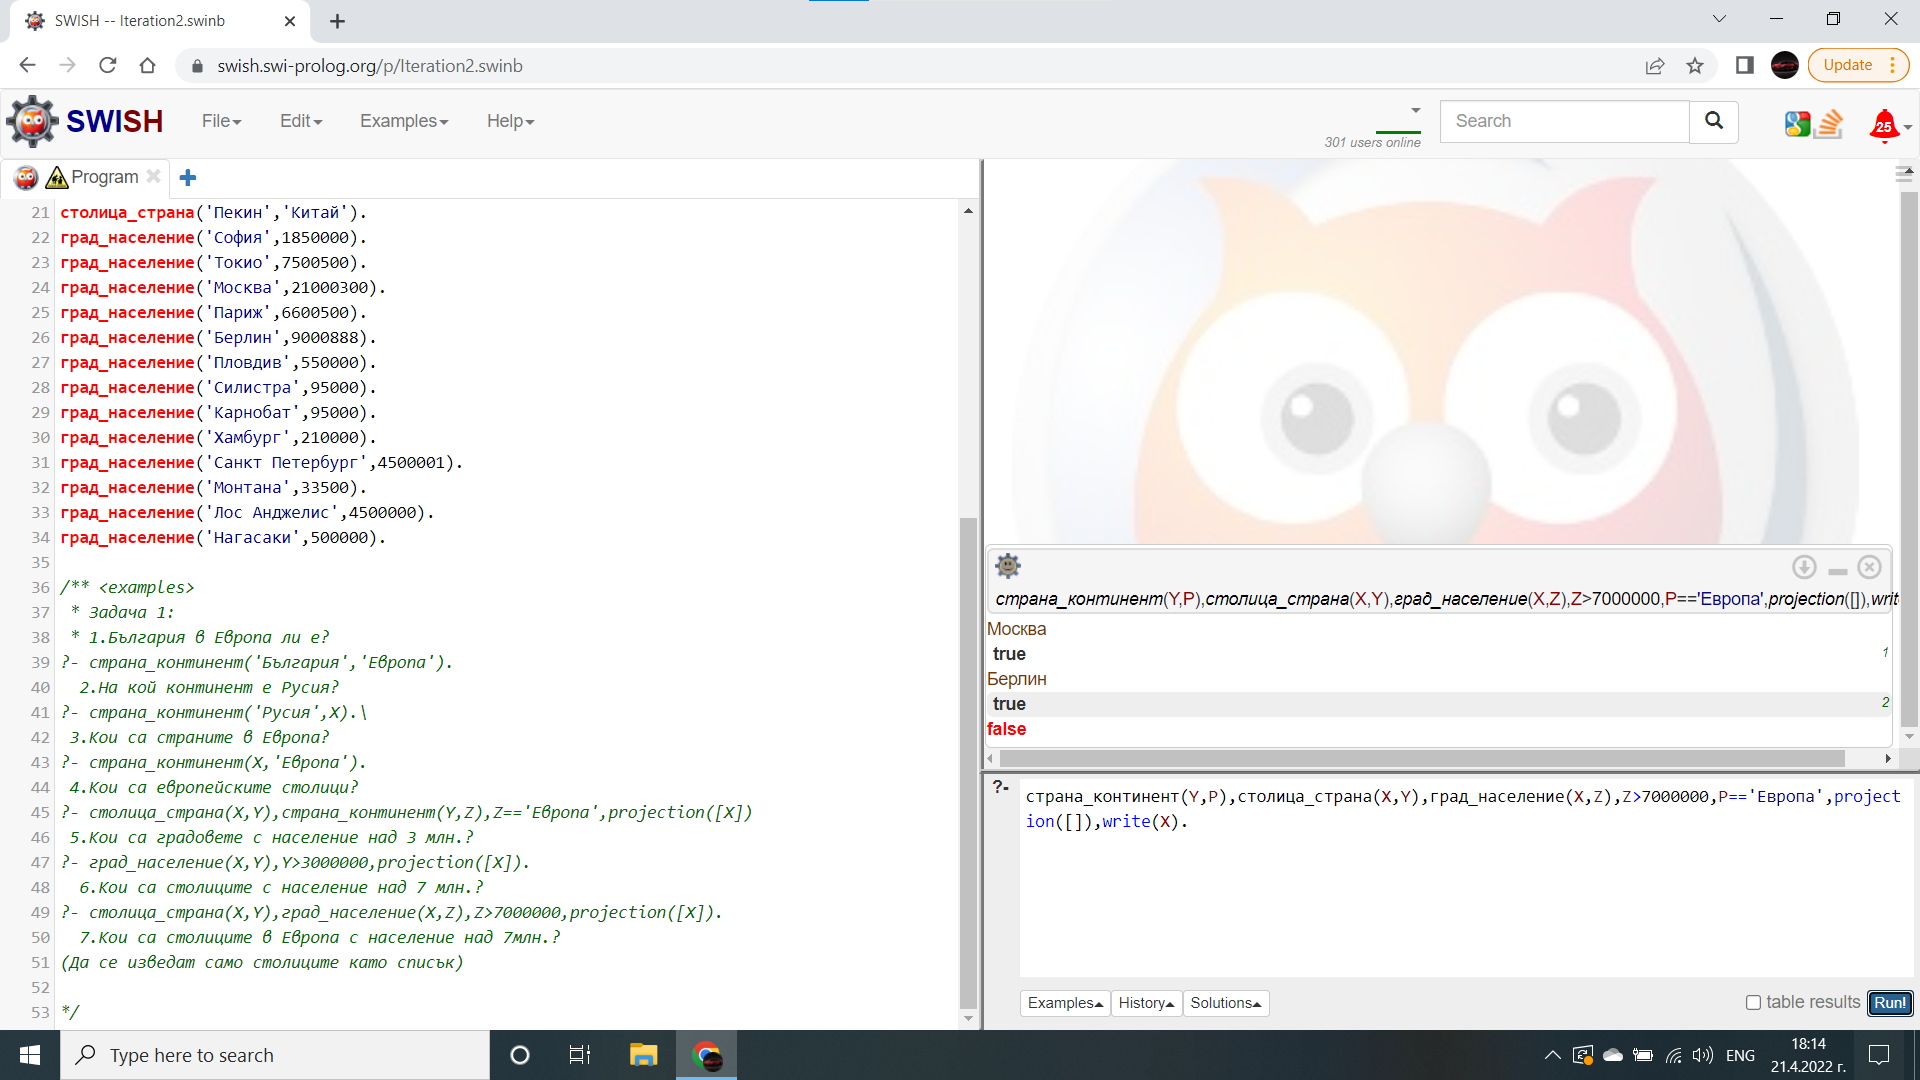 SWISH -- Iteration2.swinb
swish.swi-prolog.org/p/Iteration2.swinb
Update
SWISH
File
Edit
Examples
Help
301 users online
Search
25
Program
21 столица_страна('Пекин','Китай').
22 град_население('София',1850000).
23 град_население('Токио',7500500).
24 град_население('Москва',21000300).
25 град_население('Париж',6600500).
26 град_население('Берлин',9000888).
27 град_население('Пловдив',550000).
28 град_население('Силистра',95000).
29 град_население('Карнобат',95000).
30 град_население('Хамбург',210000).
31 град_население('Санкт Петербург',4500001).
32 град_население('Монтана',33500).
33 град_население('Лос Анджелис',4500000).
34 град_население('Нагасаки',500000).
35
36 /** <examples>
37 * Задача 1:
38 * 1.България в Европа ли е?
39 ?- страна_континент('България','Европа').
40 2.На кой континент е Русия?
41 ?- страна_континент('Русия',X).\
42 3.Кои са страните в Европа?
43 ?- страна_континент(X,'Европа').
44 4.Кои са европейските столици?
45 ?- столица_страна(X,Y),страна_континент(Y,Z),Z=='Европа',projection([X])
46 5.Кои са градовете с население над 3 млн.?
47 ?- град_население(X,Y),Y>3000000,projection([X]).
48 6.Кои са столиците с население над 7 млн.?
49 ?- столица_страна(X,Y),град_население(X,Z),Z>7000000,projection([X]).
50 7.Кои са столиците в Европа с население над 7млн.?
51 (Да се изведат само столиците като списък)
52
53 */
страна_континент(Y,P),столица_страна(X,Y),град_население(X,Z),Z>7000000,P=='Европа',projection([]),writ
Москва
true 1
Берлин
true 2
false
?- страна_континент(Y,P),столица_страна(X,Y),град_население(X,Z),Z>7000000,P=='Европа',project
ion([]),write(X).
Examples
History
Solutions
table results
Run!
Type here to search
ENG
18:14
21.4.2022 г.